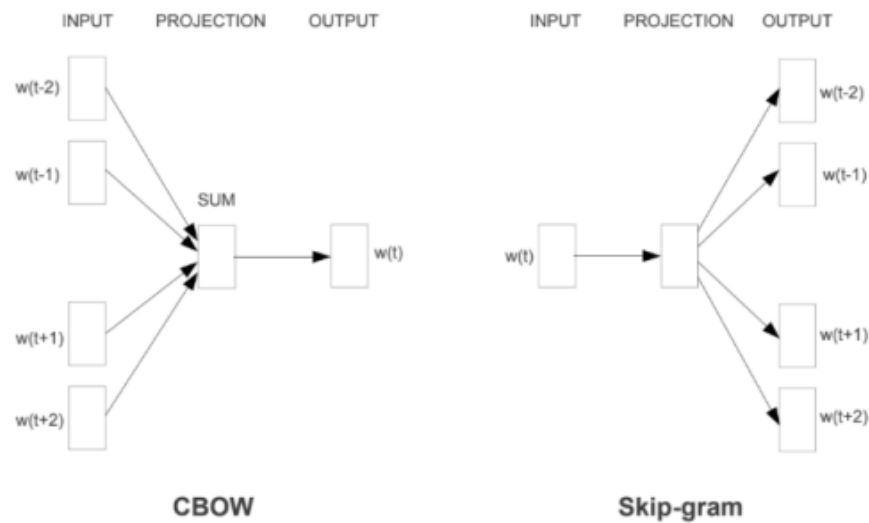 INPUT PROJECTION OUTPUT
w(t-2)
w(t-1)
SUM
w(t)
w(t+1)
w(t+2)
CBOW
INPUT PROJECTION OUTPUT
w(t-2)
w(t-1)
w(t)
w(t+1)
w(t+2)
Skip-gram